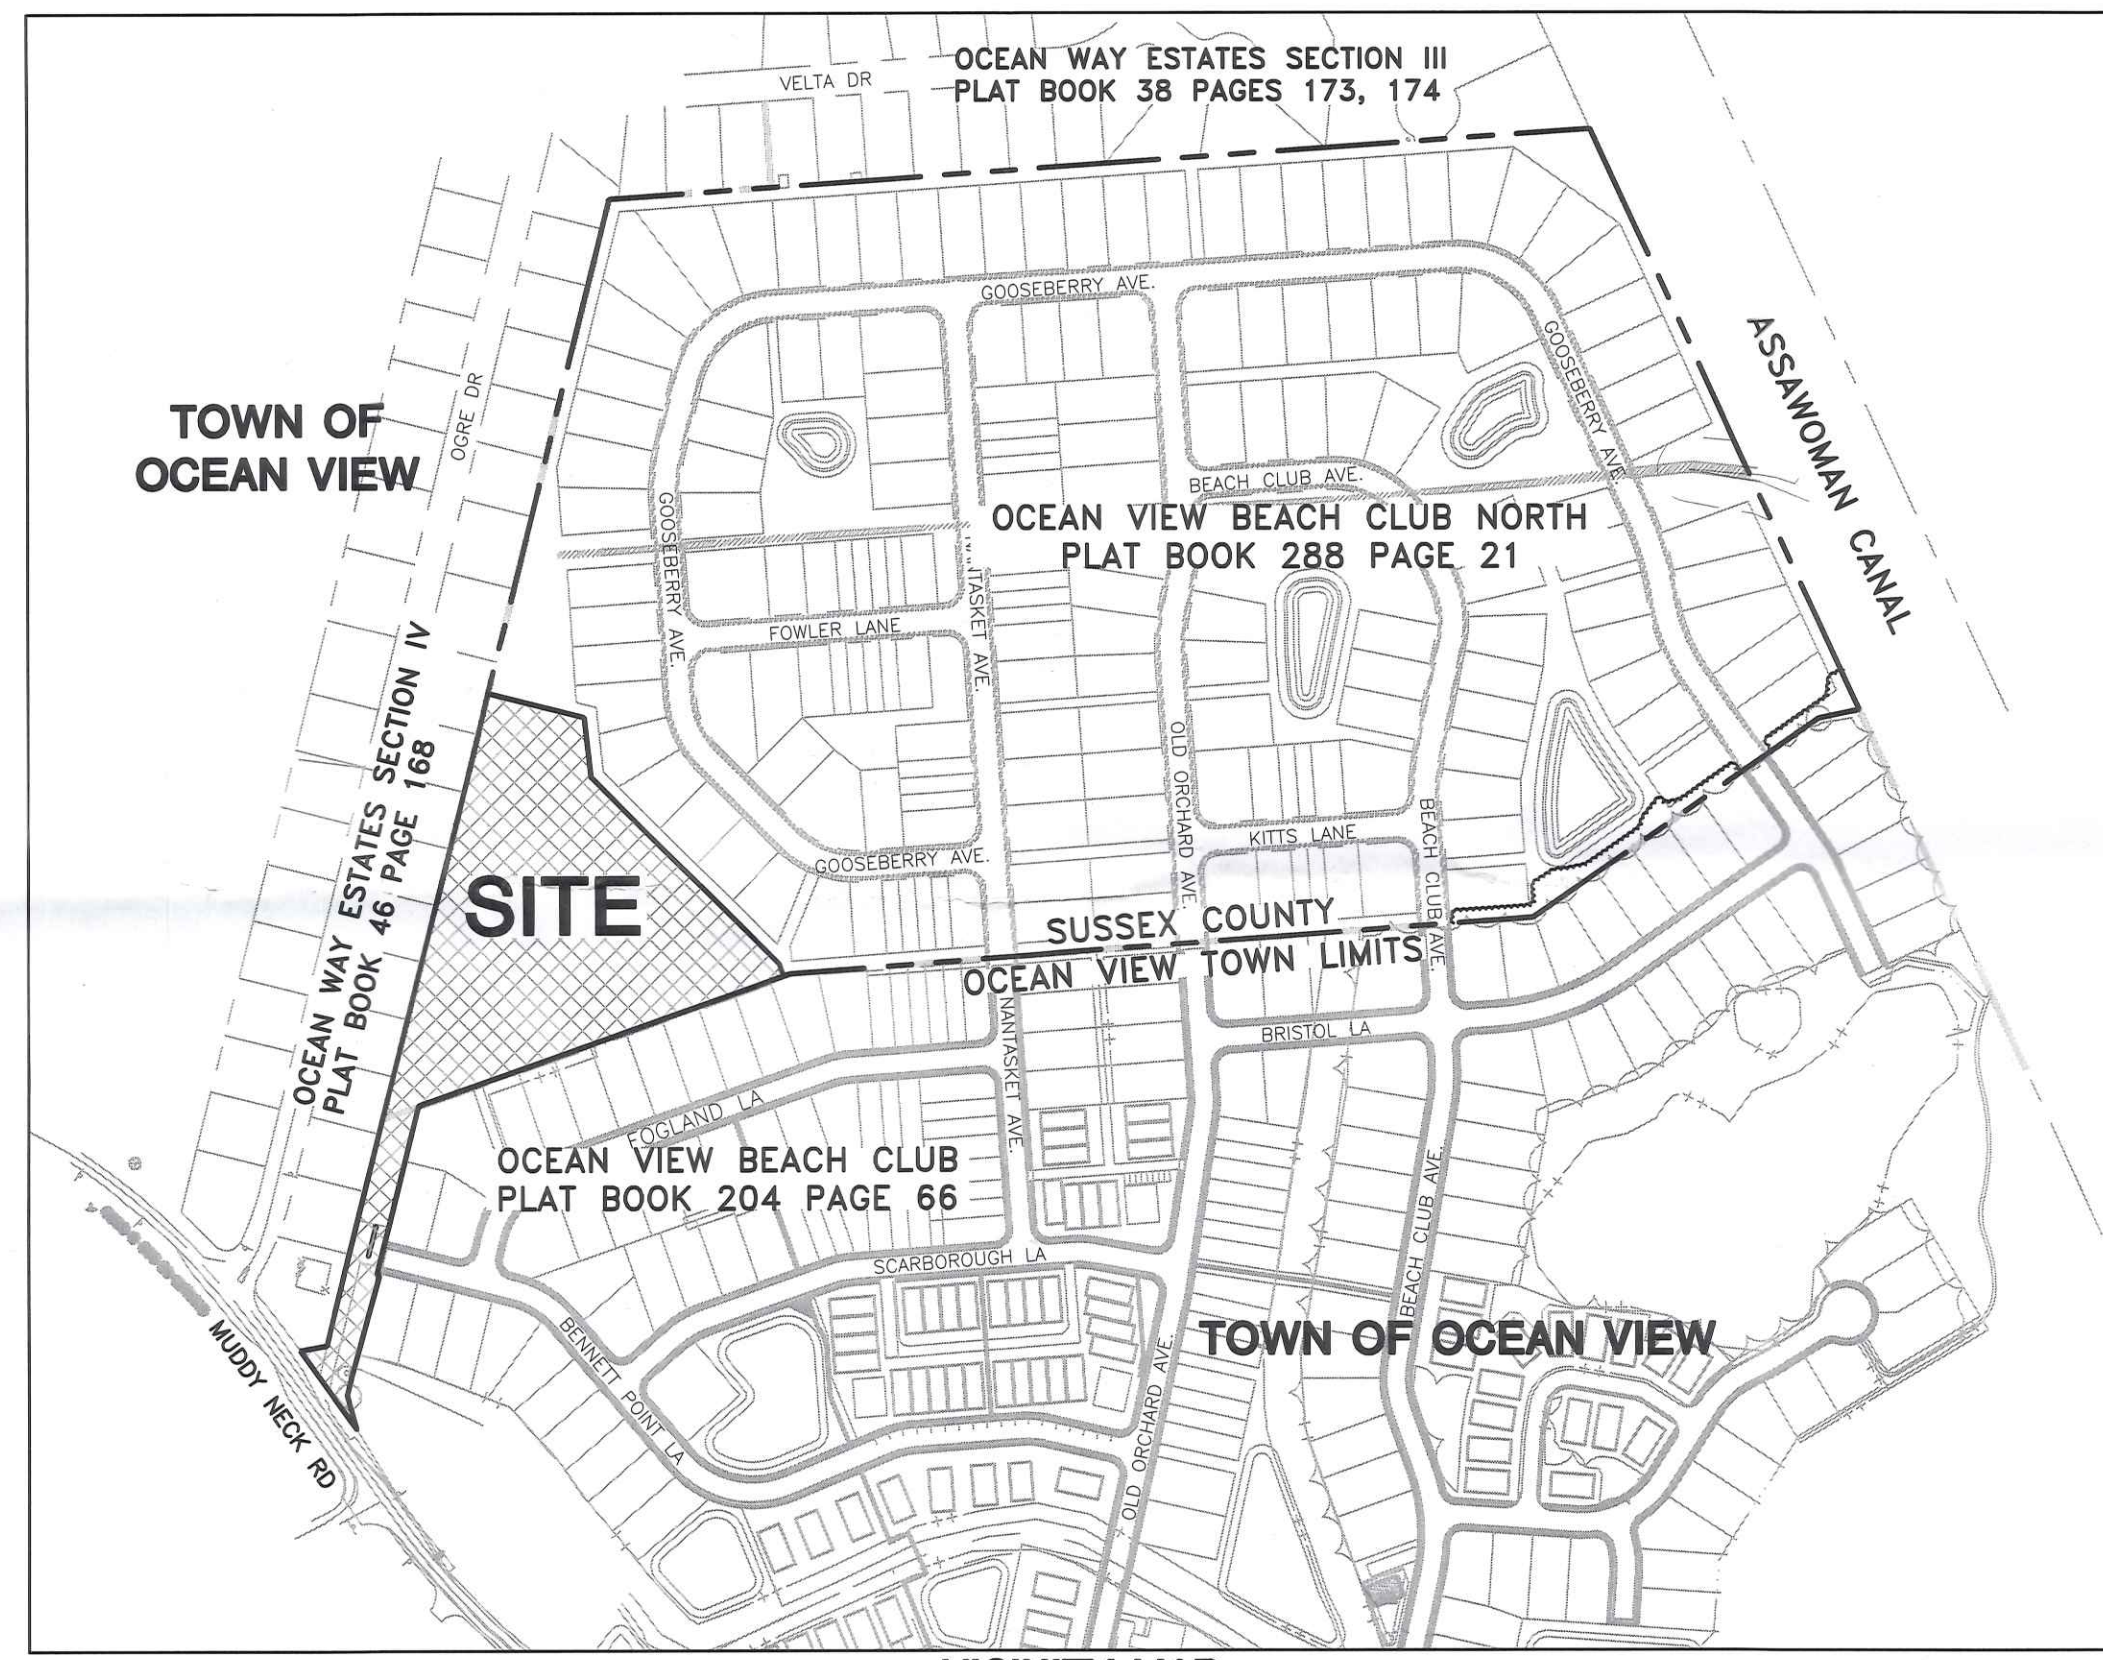 OCEAN WAY ESTATES SECTION III
PLAT BOOK 38 PAGES 173, 174
VELTA DR
GOOSEBERRY AVE.
GOOSEBERRY AVE.
ASSAWOMAN CANAL
TOWN OF
OCEAN VIEW
OGRE DR
BEACH CLUB AVE.
OCEAN VIEW BEACH CLUB NORTH
PLAT BOOK 288 PAGE 21
GOOSEBERRY AVE.
NTASKET AVE.
FOWLER LANE
OCEAN WAY ESTATES SECTION IV
PLAT BOOK 46 PAGE 168
OLD ORCHARD AVE.
BEACH CLUB AVE.
KITTS LANE
GOOSEBERRY AVE.
SITE
SUSSEX COUNTY
OCEAN VIEW TOWN LIMITS
NANTASKET AVE.
BRISTOL LA
FOGLAND LA
OCEAN VIEW BEACH CLUB
PLAT BOOK 204 PAGE 66
BEACH CLUB AVE.
SCARBOROUGH LA
TOWN OF OCEAN VIEW
BENNETT POINT LA
OLD ORCHARD AVE.
MUDDY NECK RD